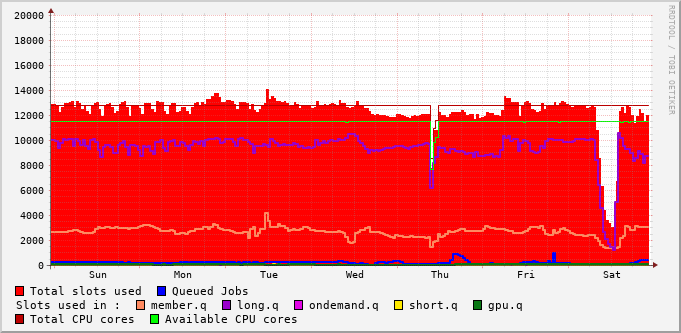 RRDTOOL / TOBI OETIKER
20000
18000
16000
14000
12000
10000
8000
6000
4000
2000
0
Sun Mon Tue Wed Thu Fri Sat
Total slots used Queued Jobs
Slots used in : member.q long.q ondemand.q short.q gpu.q
Total CPU cores Available CPU cores